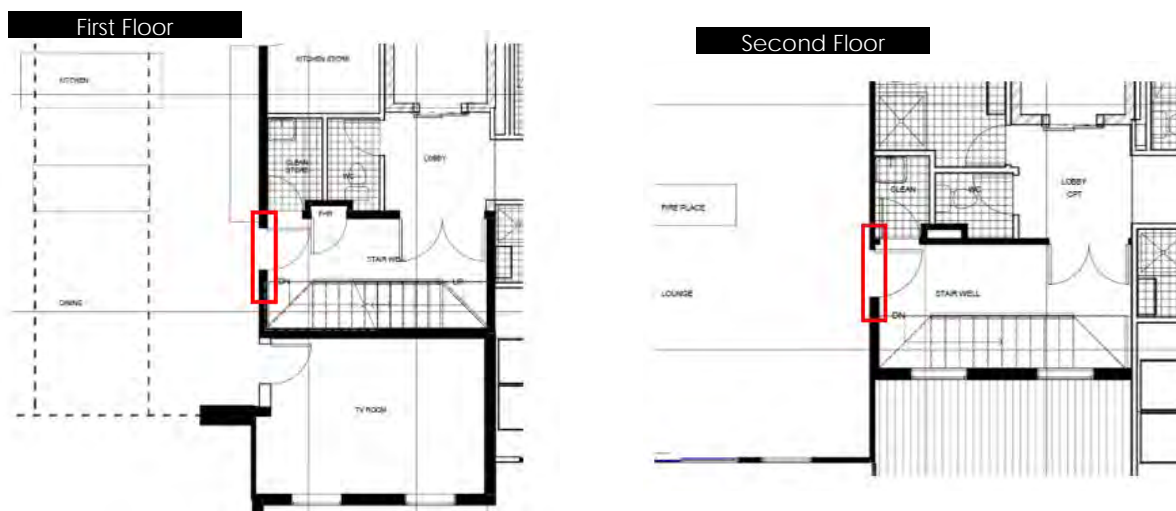 First Floor
KITCHEN
KITCHEN STORE
CLEAN
STORE
WC
LOBBY
FHR
STAIR WELL
DN
UP
DINING
TV ROOM
Second Floor
CLEAN
WC
LOBBY
CPT
FIRE PLACE
LOUNGE
STAIR WELL
DN